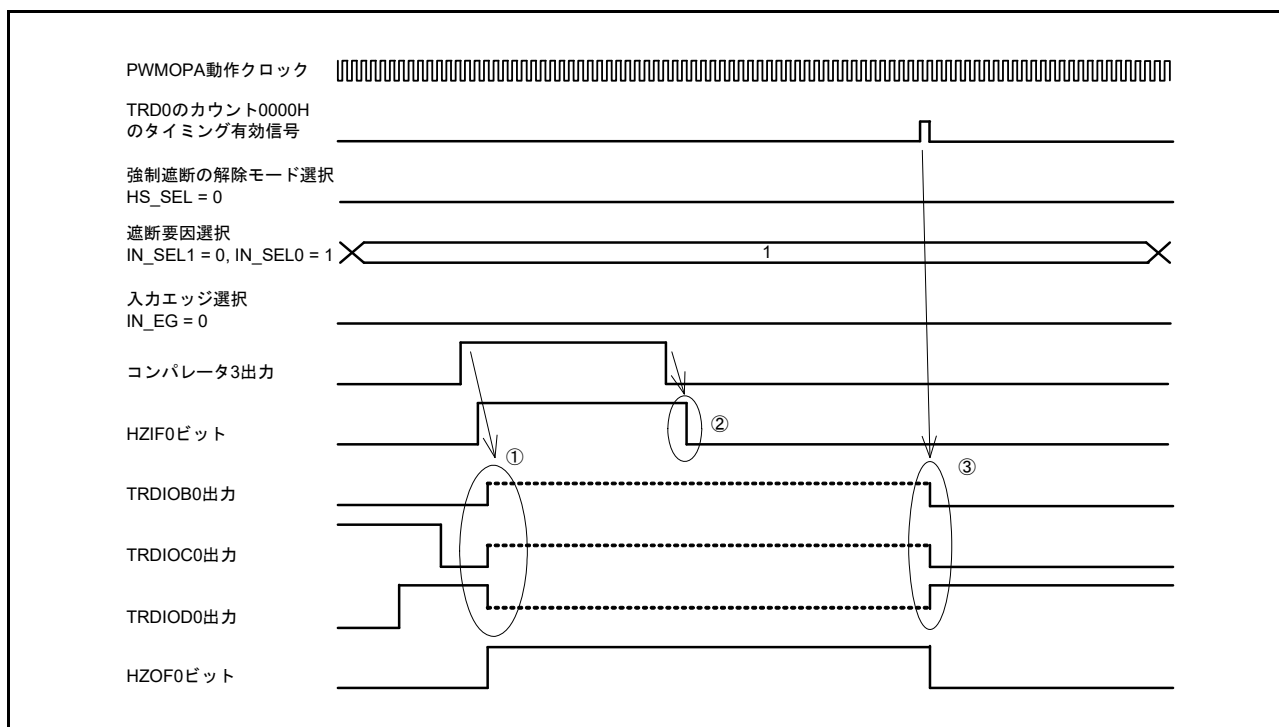 PWMOPA動作クロック
TRD0のカウント0000H
のタイミング有効信号
強制遮断の解除モード選択
HS_SEL = 0
遮断要因選択
IN_SEL1 = 0, IN_SEL0 = 1
1
入力エッジ選択
IN_EG = 0
コンパレータ3出力
HZIF0ビット
②
①
③
TRDIOB0出力
TRDIOC0出力
TRDIOD0出力
HZOF0ビット